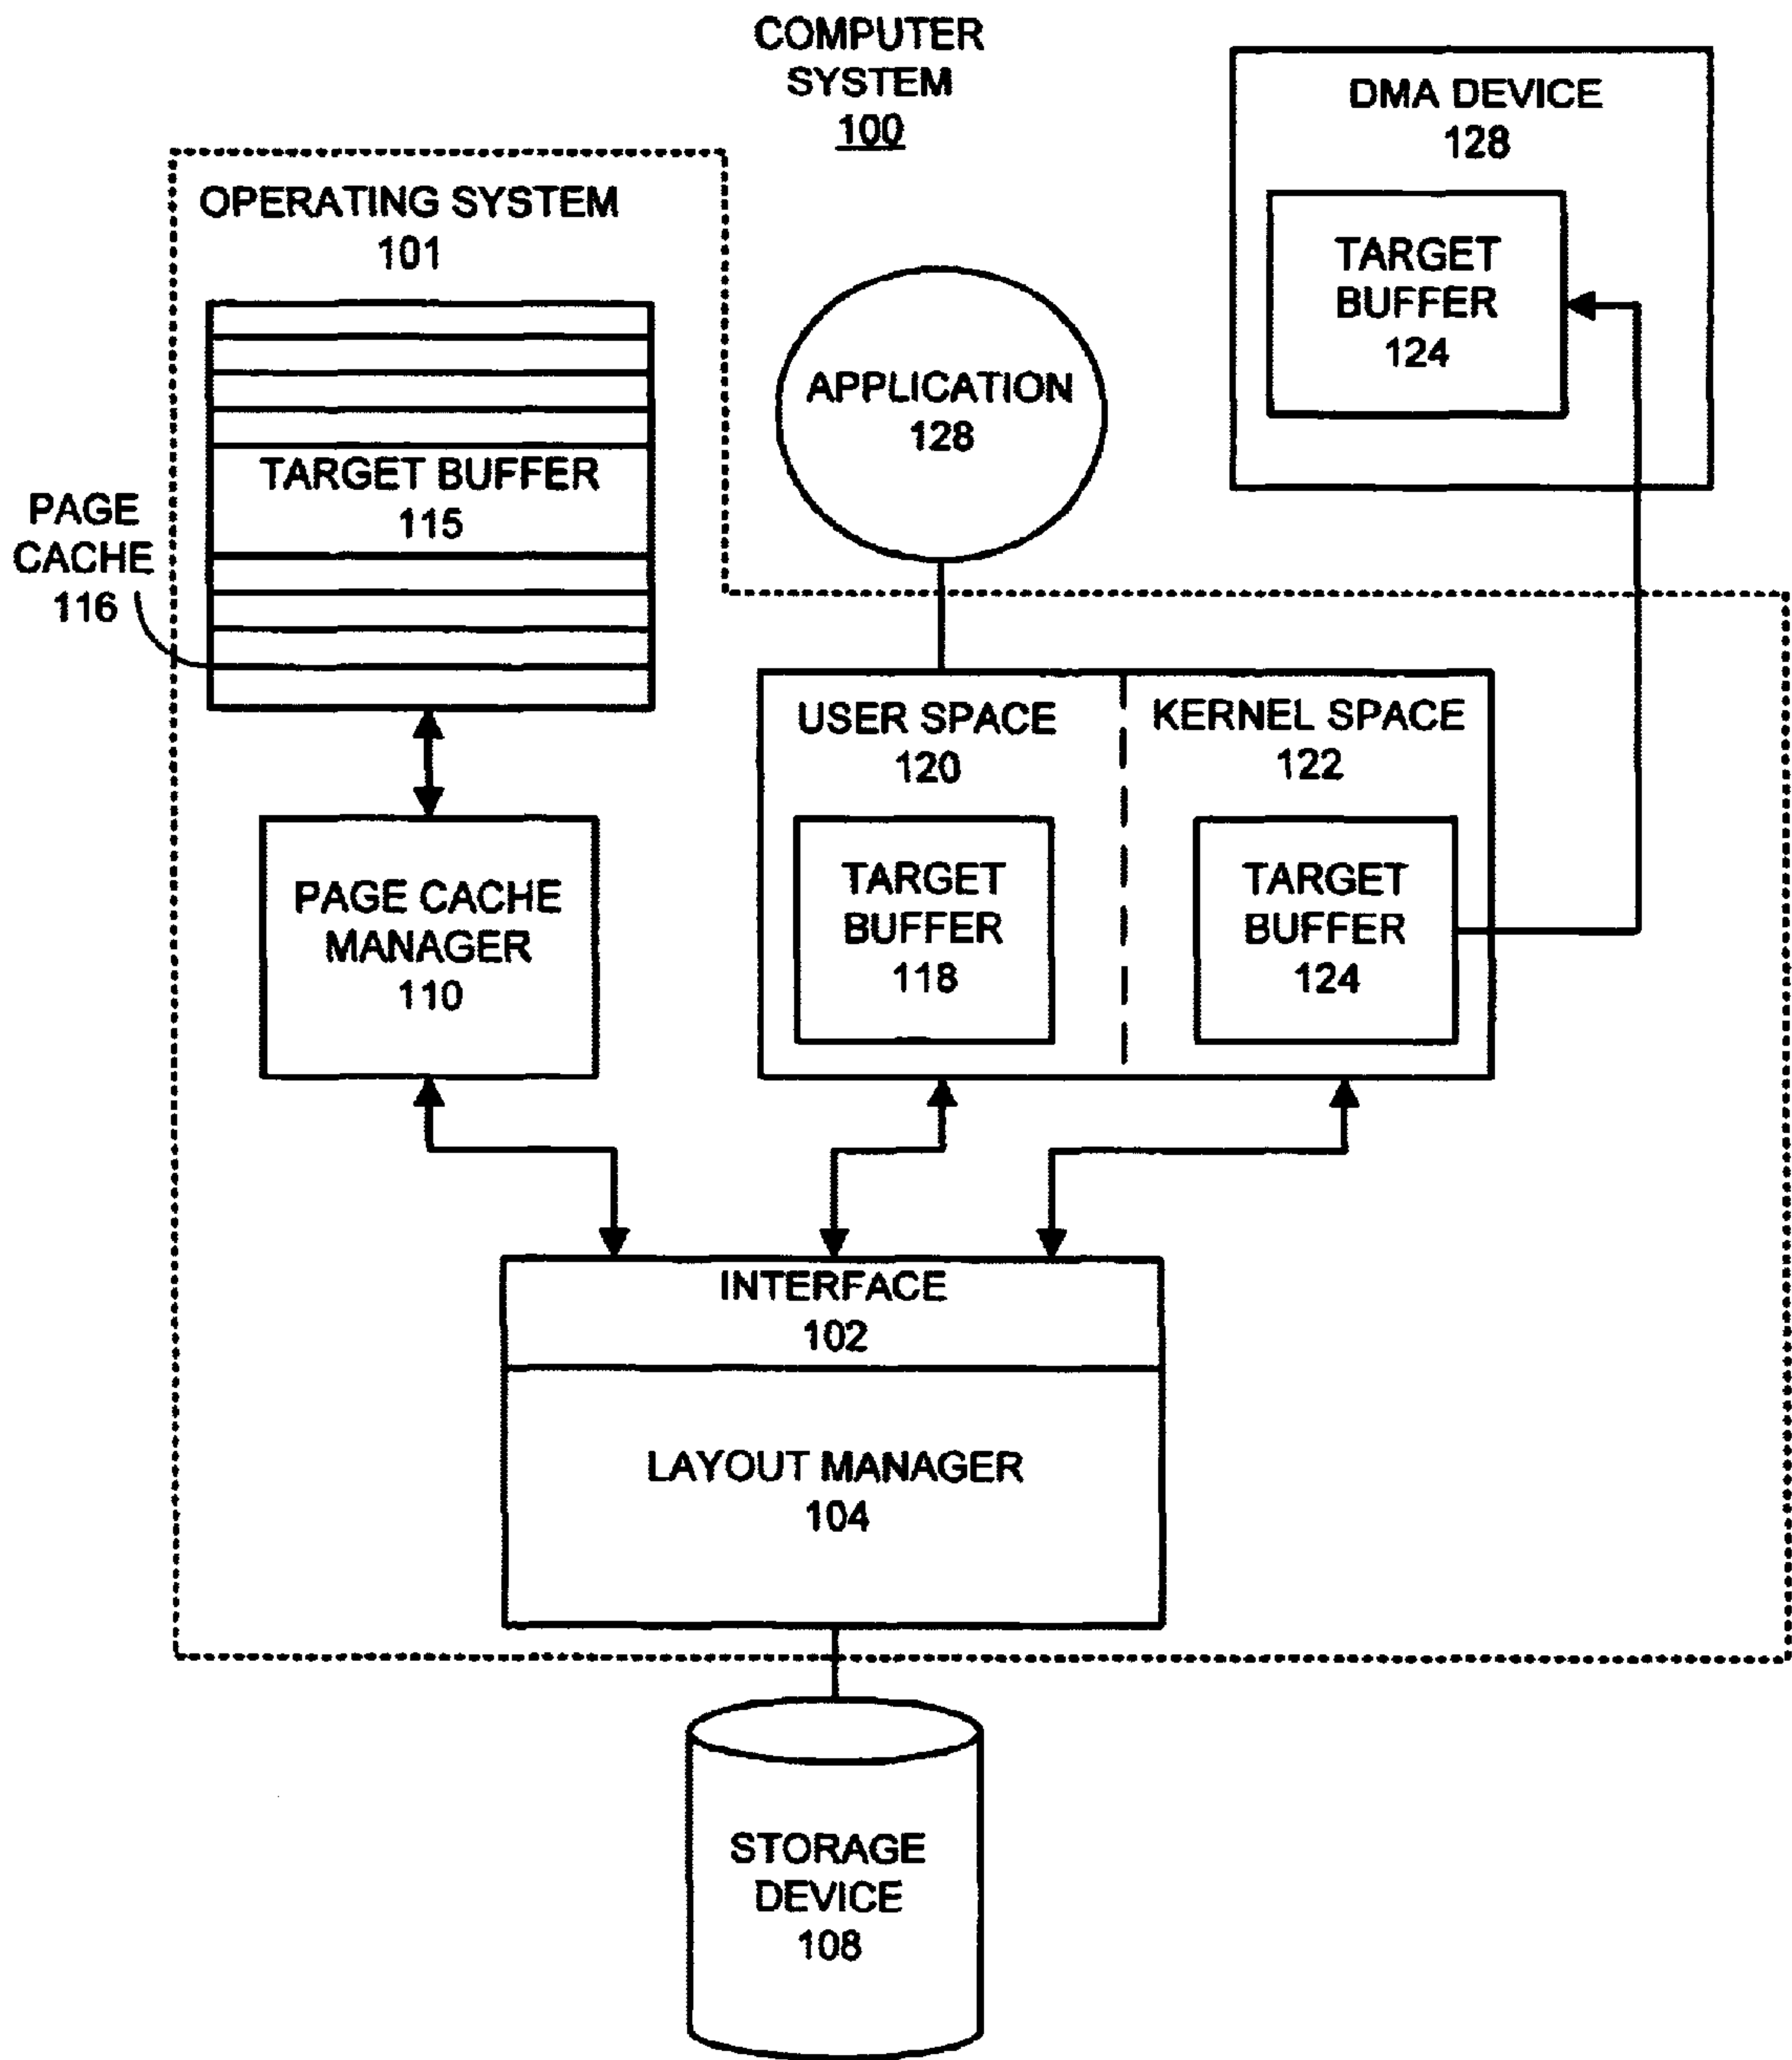 COMPUTER
SYSTEM
100
DMA DEVICE
128
TARGET
BUFFER
124
OPERATING SYSTEM
101
TARGET BUFFER
115
PAGE
CACHE
116
APPLICATION
128
USER SPACE
120
KERNEL SPACE
122
TARGET
BUFFER
118
TARGET
BUFFER
124
PAGE CACHE
MANAGER
110
INTERFACE
102
LAYOUT MANAGER
104
STORAGE
DEVICE
108